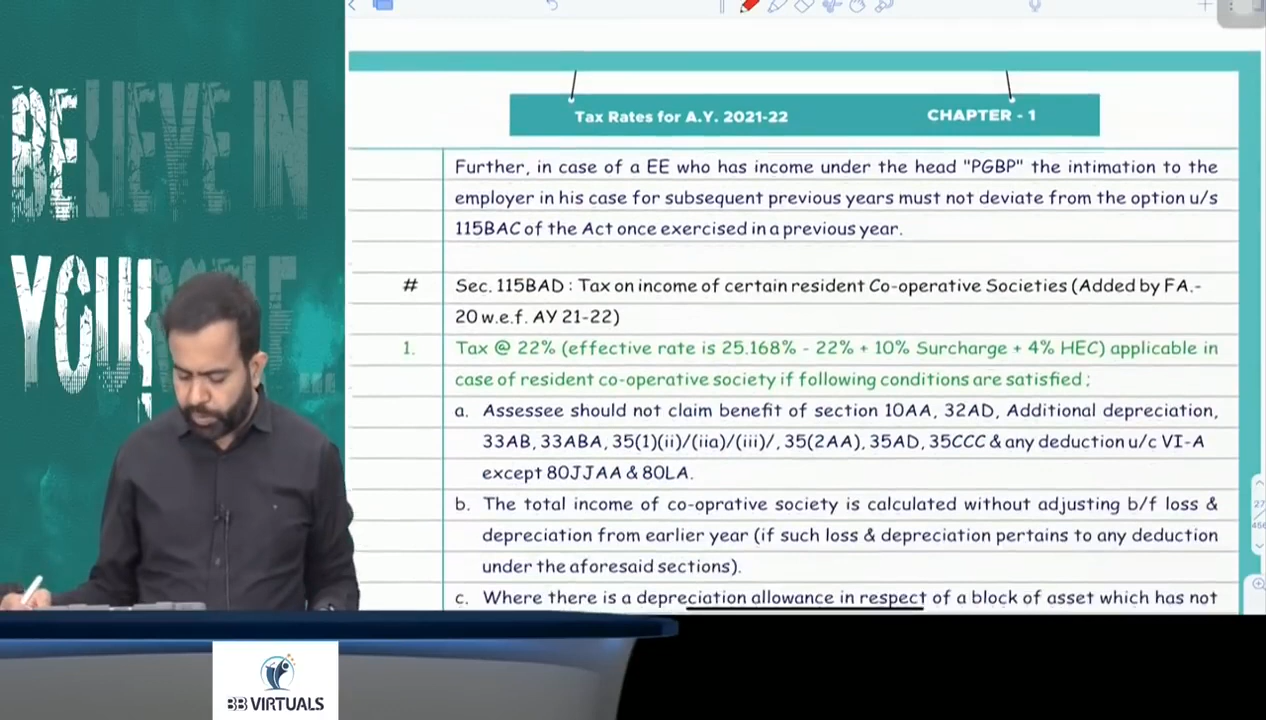 BELIEVE IN
YOURSELF...
Tax Rates for A.Y. 2021-22 CHAPTER - 1
Further, in case of a EE who has income under the head "PGBP" the intimation to the
employer in his case for subsequent previous years must not deviate from the option u/s
115BAC of the Act once exercised in a previous year.
# Sec. 115BAD : Tax on income of certain resident Co-operative Societies (Added by FA.-
20 w.e.f. AY 21-22)
1. Tax @ 22% (effective rate is 25.168% - 22% + 10% Surcharge + 4% HEC) applicable in
case of resident co-operative society if following conditions are satisfied ;
a. Assessee should not claim benefit of section 10AA, 32AD, Additional depreciation,
33AB, 33ABA, 35(1)(ii)/(iia)/(iii)/, 35(2AA), 35AD, 35CCC & any deduction u/c VI-A
except 80JJAA & 80LA.
b. The total income of co-oprative society is calculated without adjusting b/f loss &
depreciation from earlier year (if such loss & depreciation pertains to any deduction
under the aforesaid sections).
c. Where there is a depreciation allowance in respect of a block of asset which has not
27
456
BB VIRTUALS